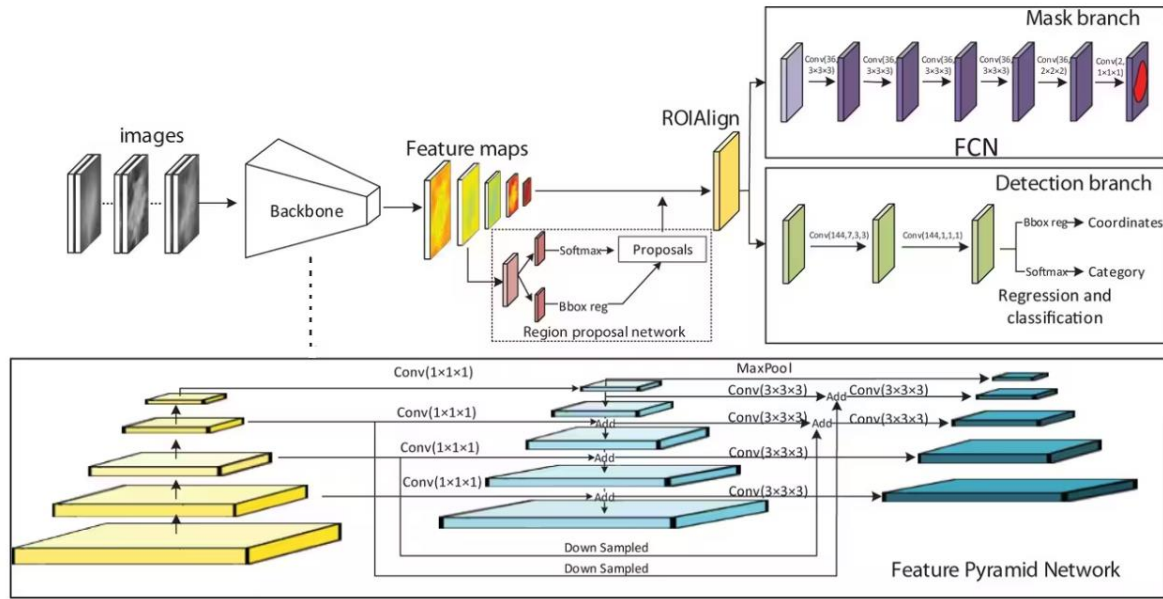 images
Backbone
Feature maps
Softmax
Bbox reg
Proposals
Region proposal network
ROIAlign
Mask branch
Conv(36,
3×3×3)
Conv(36,
3×3×3)
Conv(36,
3×3×3)
Conv(36,
3×3×3)
Conv(36,
2×2×2)
Conv(2,
1×1×1)
FCN
Detection branch
Conv(144,7,3,3)
Conv(144,1,1,1)
Bbox reg
Coordinates
Softmax
Category
Regression and
classification
Conv(1×1×1)
Conv(1×1×1)
Conv(1×1×1)
Conv(1×1×1)
Add
Add
Add
MaxPool
Conv(3×3×3)
Add
Conv(3×3×3)
Conv(3×3×3)
Add
Conv(3×3×3)
Conv(3×3×3)
Conv(3×3×3)
Down Sampled
Down Sampled
Feature Pyramid Network